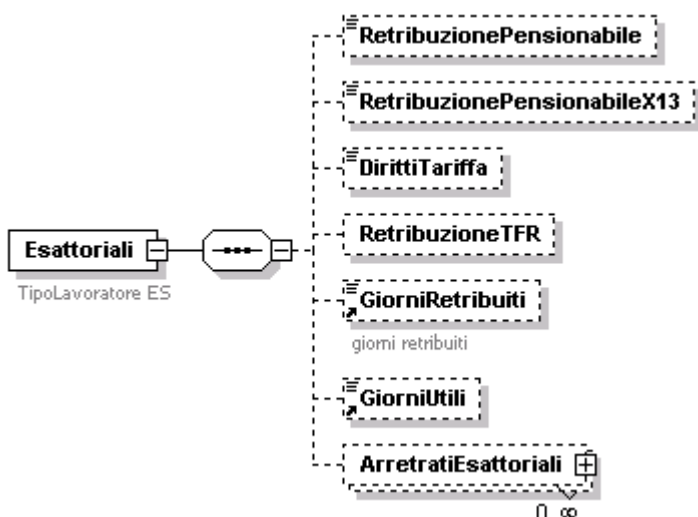 RetribuzionePensionabile
RetribuzionePensionabileX13
DirittiTariffa
Esattoriali
TipoLavoratore ES
RetribuzioneTFR
GiorniRetribuiti
giorni retribuiti
GiorniUtili
ArretratiEsattoriali
0..∞